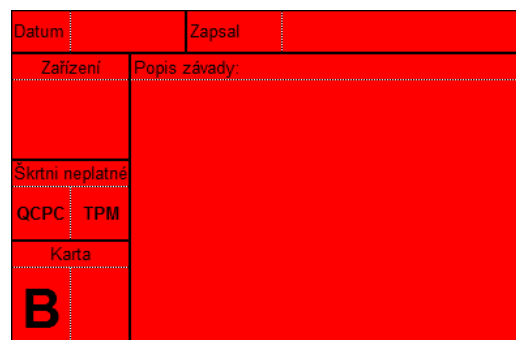 Datum Zapsal
Zařízení Popis závady:
Škrtni neplatné
QCPC TPM
Karta
B